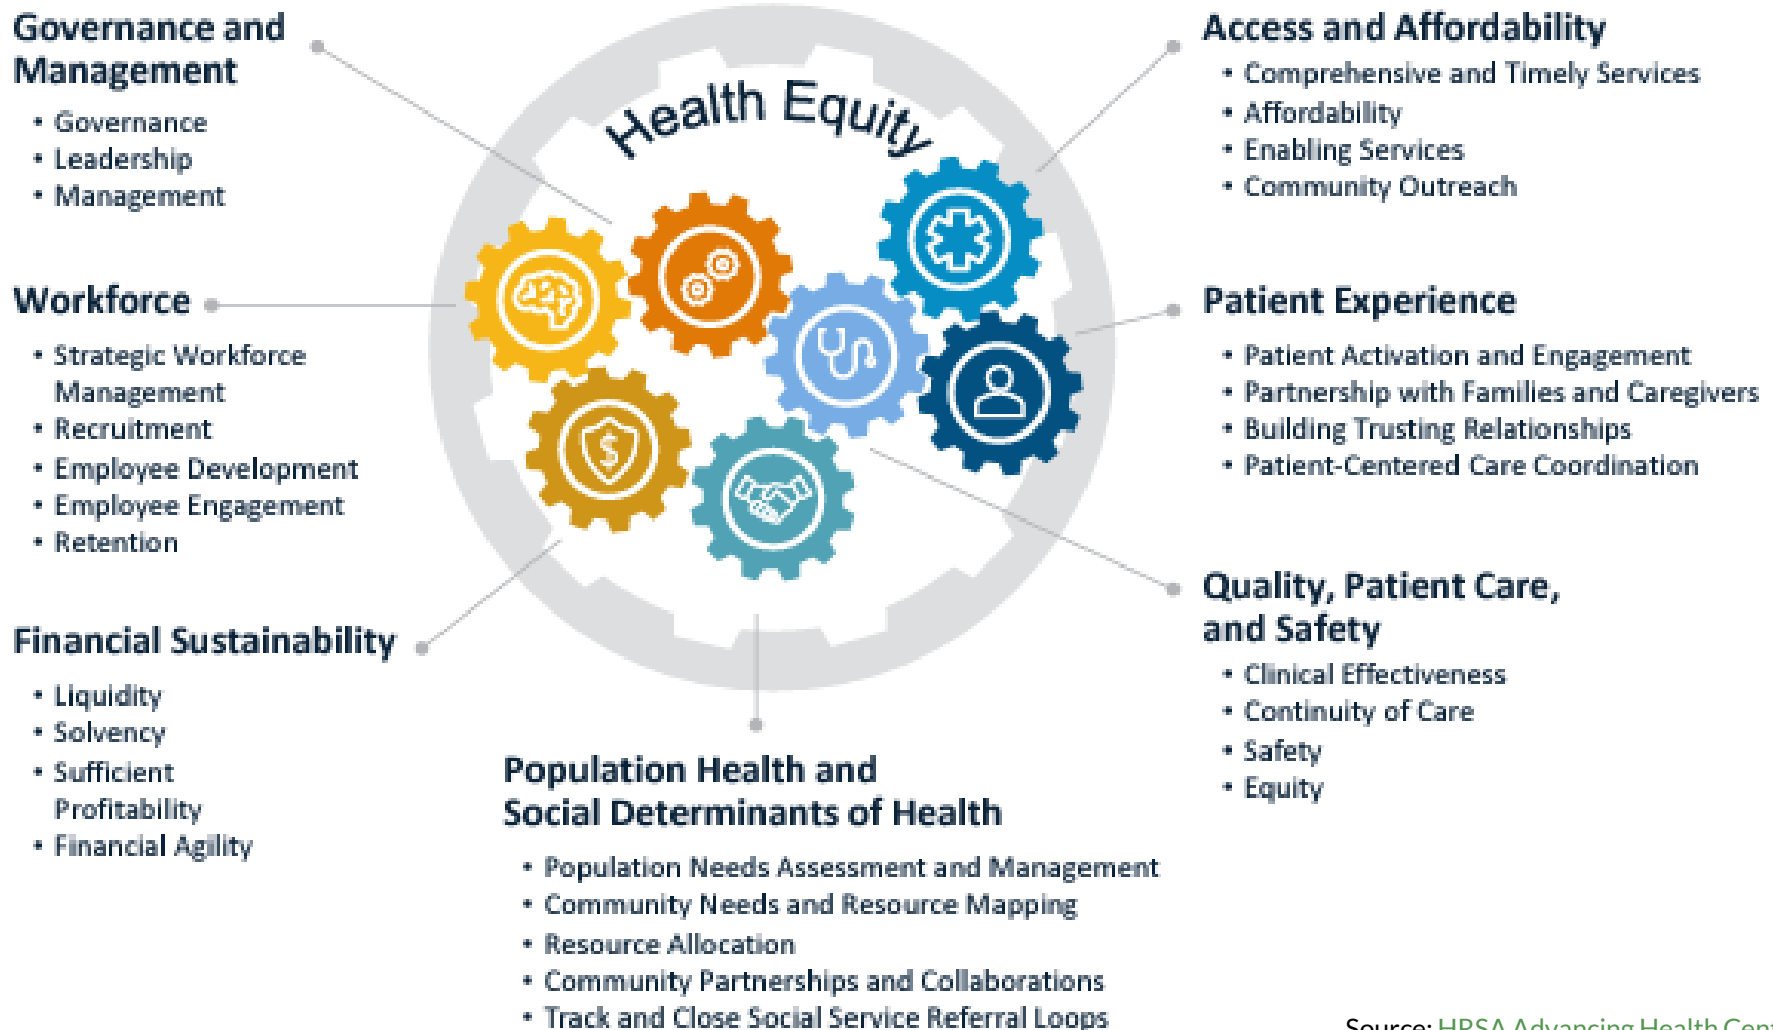 Governance and
Management
• Governance
• Leadership
• Management
Workforce
• Strategic Workforce
Management
• Recruitment
• Employee Development
• Employee Engagement
• Retention
Financial Sustainability
• Liquidity
• Solvency
• Sufficient
Profitability
• Financial Agility
Health Equity
$
Population Health and
Social Determinants of Health
• Population Needs Assessment and Management
• Community Needs and Resource Mapping
• Resource Allocation
• Community Partnerships and Collaborations
• Track and Close Social Service Referral Loops
Access and Affordability
• Comprehensive and Timely Services
• Affordability
• Enabling Services
• Community Outreach
Patient Experience
• Patient Activation and Engagement
• Partnership with Families and Caregivers
• Building Trusting Relationships
• Patient-Centered Care Coordination
Quality, Patient Care,
and Safety
• Clinical Effectiveness
• Continuity of Care
• Safety
• Equity
Source: HRSA Advancing Health